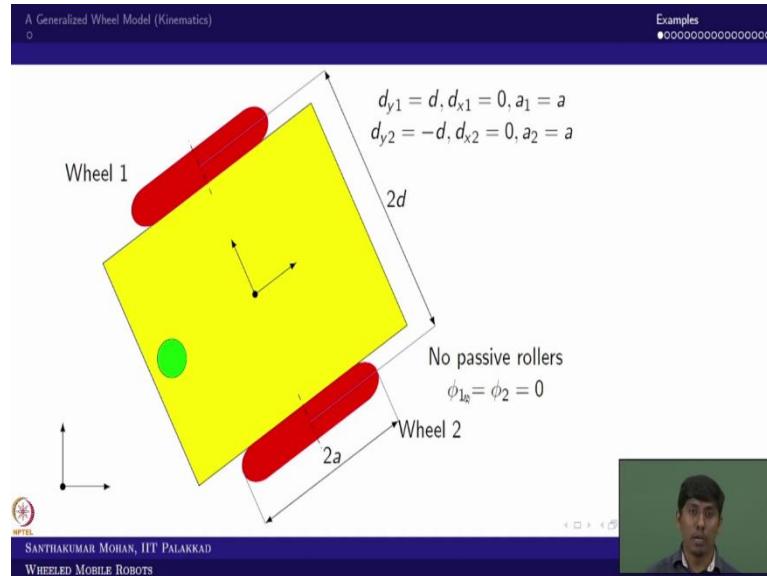 A Generalized Wheel Model (Kinematics)
Examples
d_{y1} = d, d_{x1} = 0, a_1 = a
d_{y2} = -d, d_{x2} = 0, a_2 = a
Wheel 1
2d
No passive rollers
ϕ_1 = ϕ_2 = 0
Wheel 2
2a
NPTEL
SANTHAKUMAR MOHAN, IIT PALAKKAD
WHEELED MOBILE ROBOTS